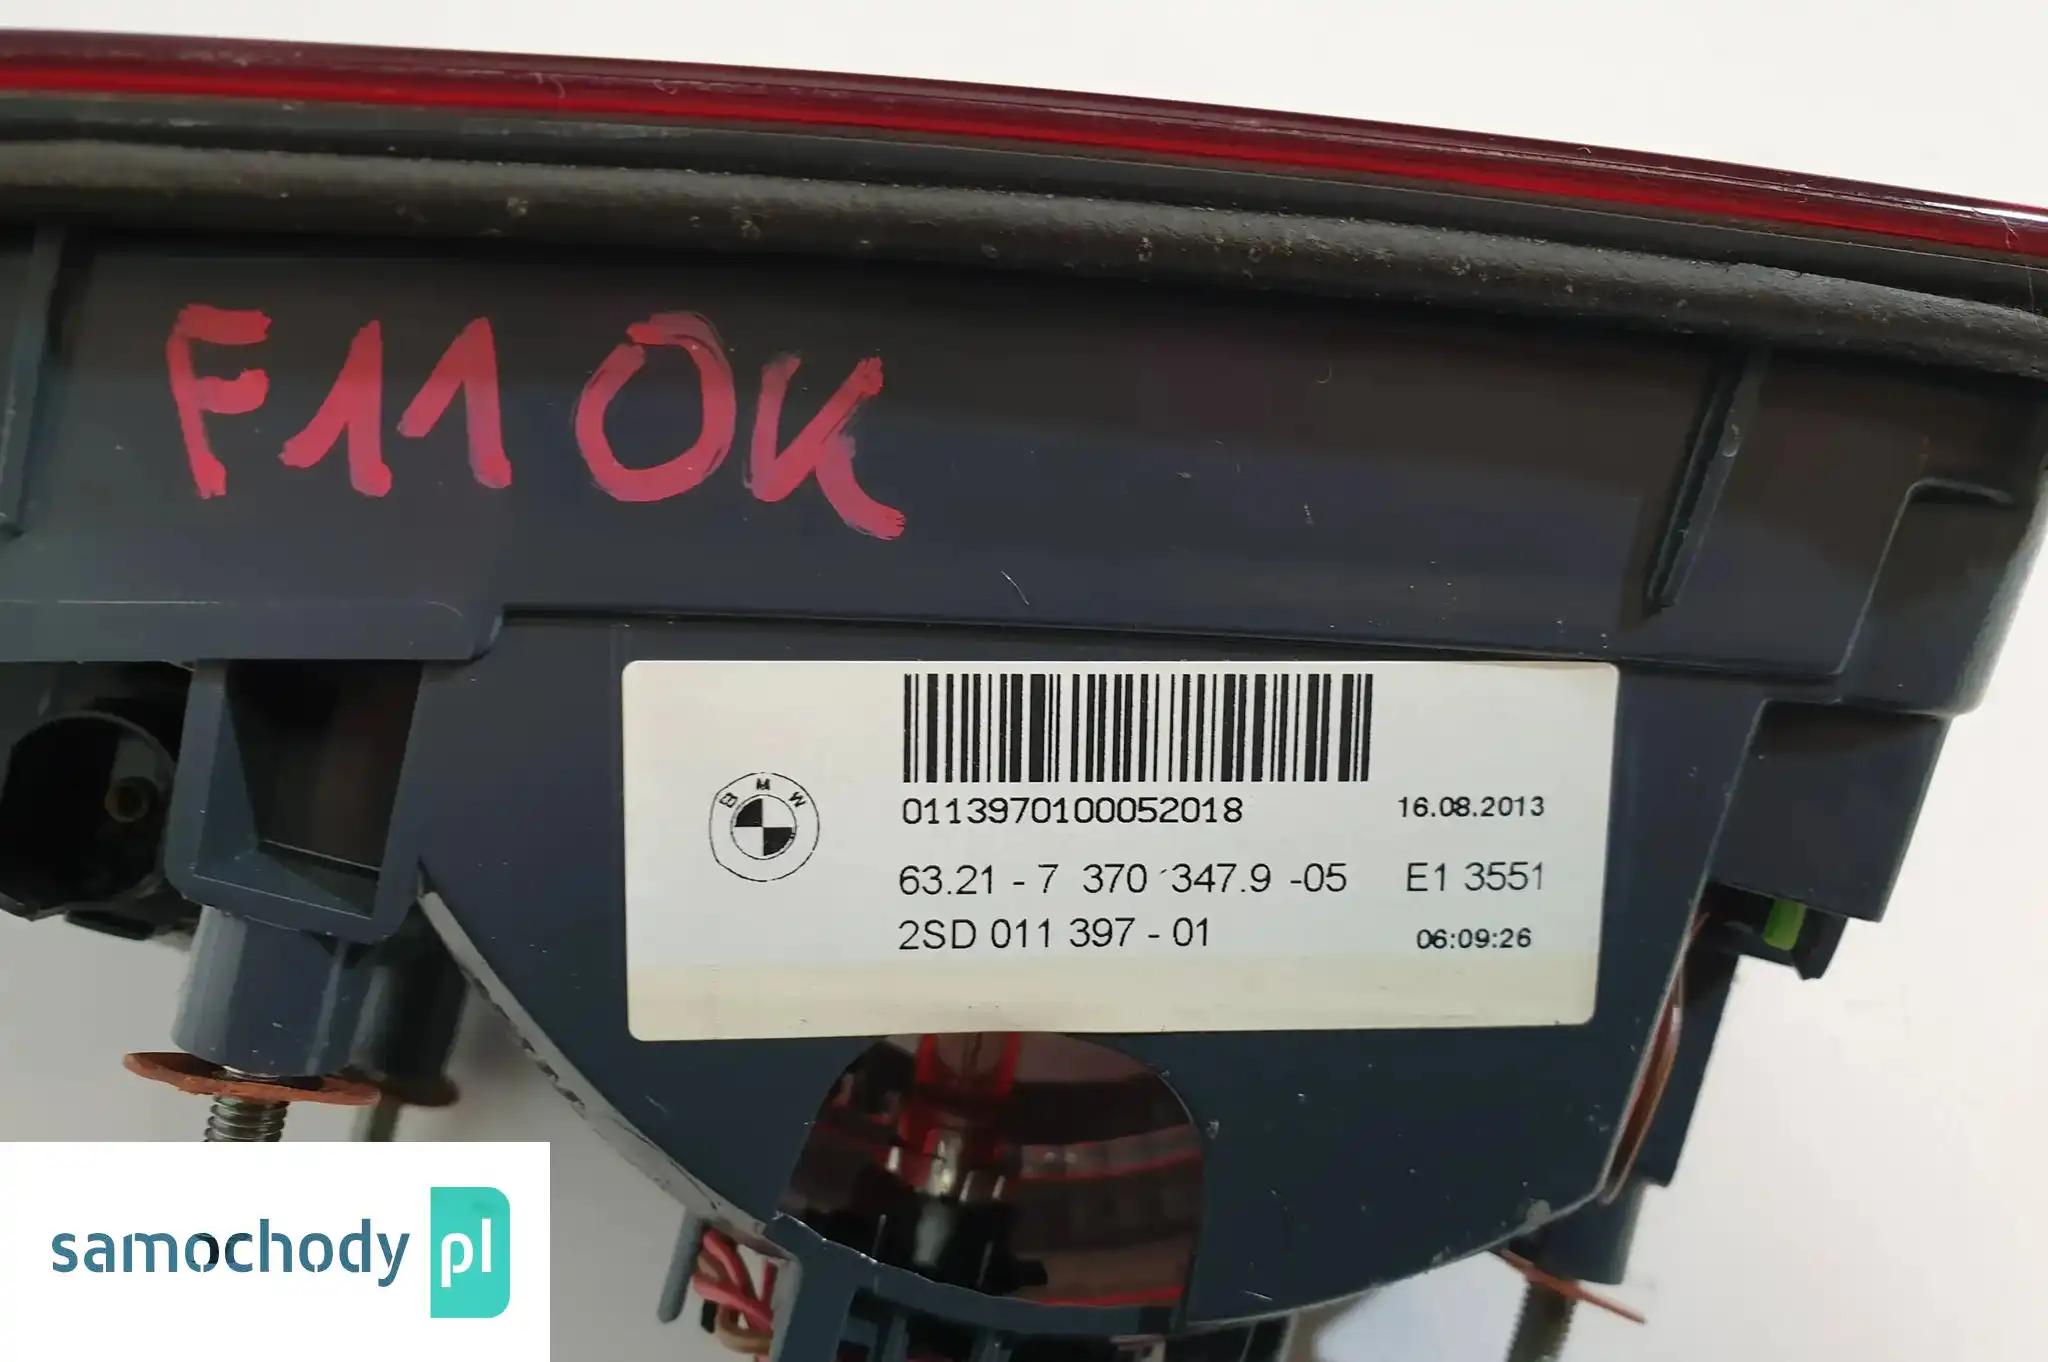 F11 OK
BMW
0113970100052018 16.08.2013
63.21 - 7 370 347.9 -05 E1 3551
2SD 011 397 - 01 06:09:26
samochody pl